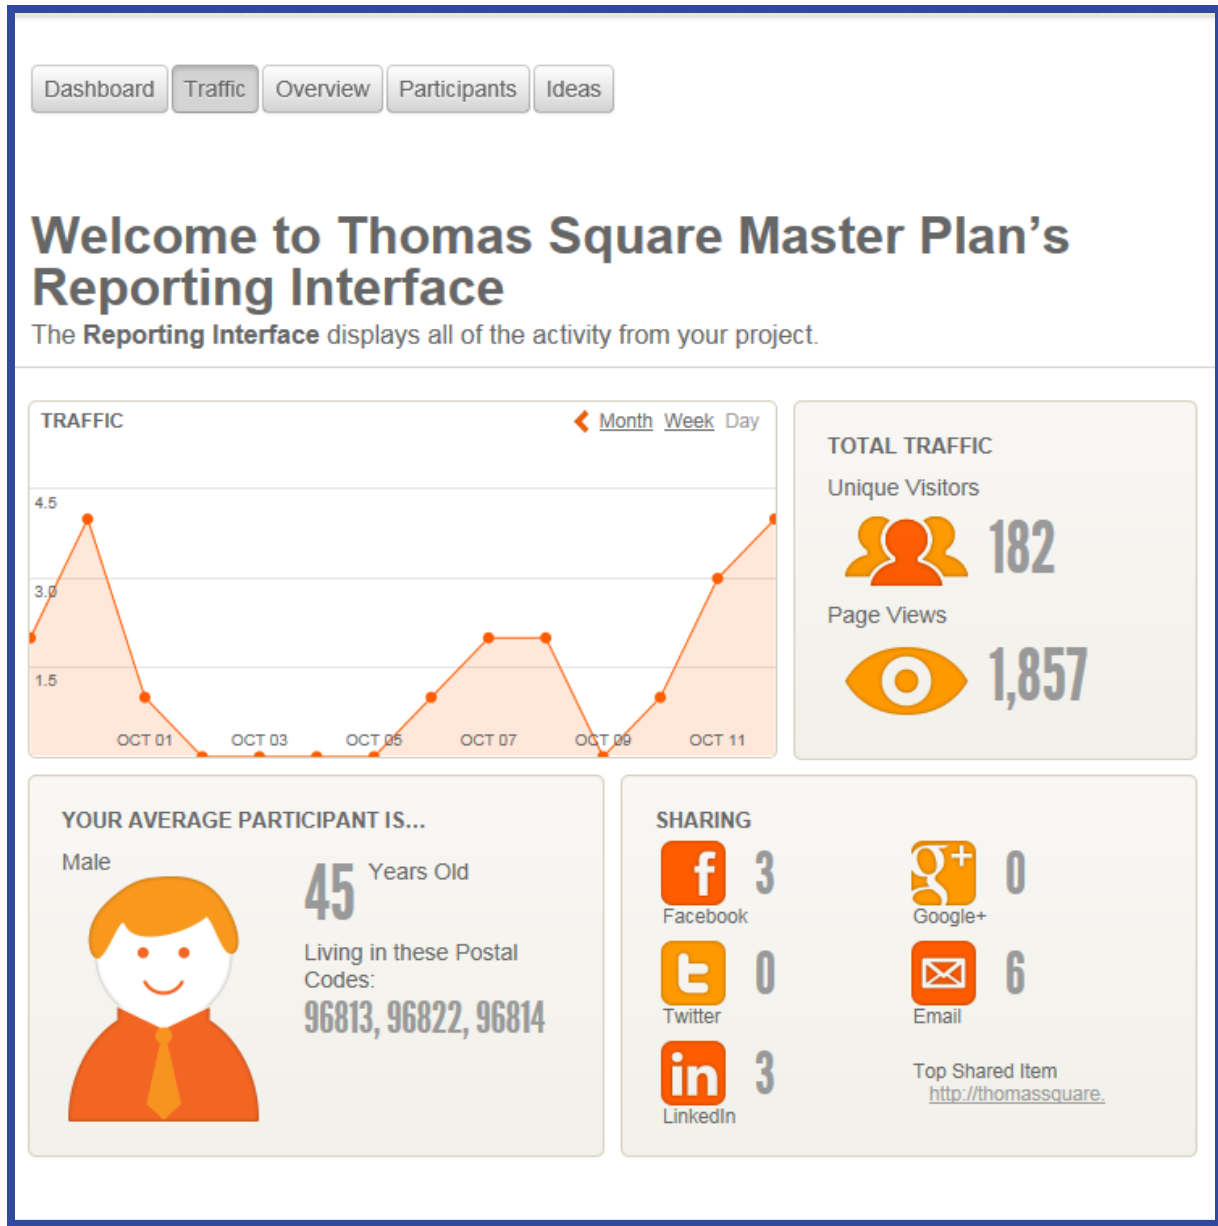 Dashboard Traffic Overview Participants Ideas
Welcome to Thomas Square Master Plan’s
Reporting Interface
The Reporting Interface displays all of the activity from your project.
TRAFFIC
Month Week Day
4.5
3.0
1.5
OCT 01 OCT 03 OCT 05 OCT 07 OCT 09 OCT 11
TOTAL TRAFFIC
Unique Visitors
182
Page Views
1,857
YOUR AVERAGE PARTICIPANT IS...
Male
45 Years Old
Living in these Postal
Codes:
96813, 96822, 96814
SHARING
f 3
Facebook
g+ 0
Google+
t 0
Twitter
6
Email
in 3
LinkedIn
Top Shared Item
http://thomassquare.